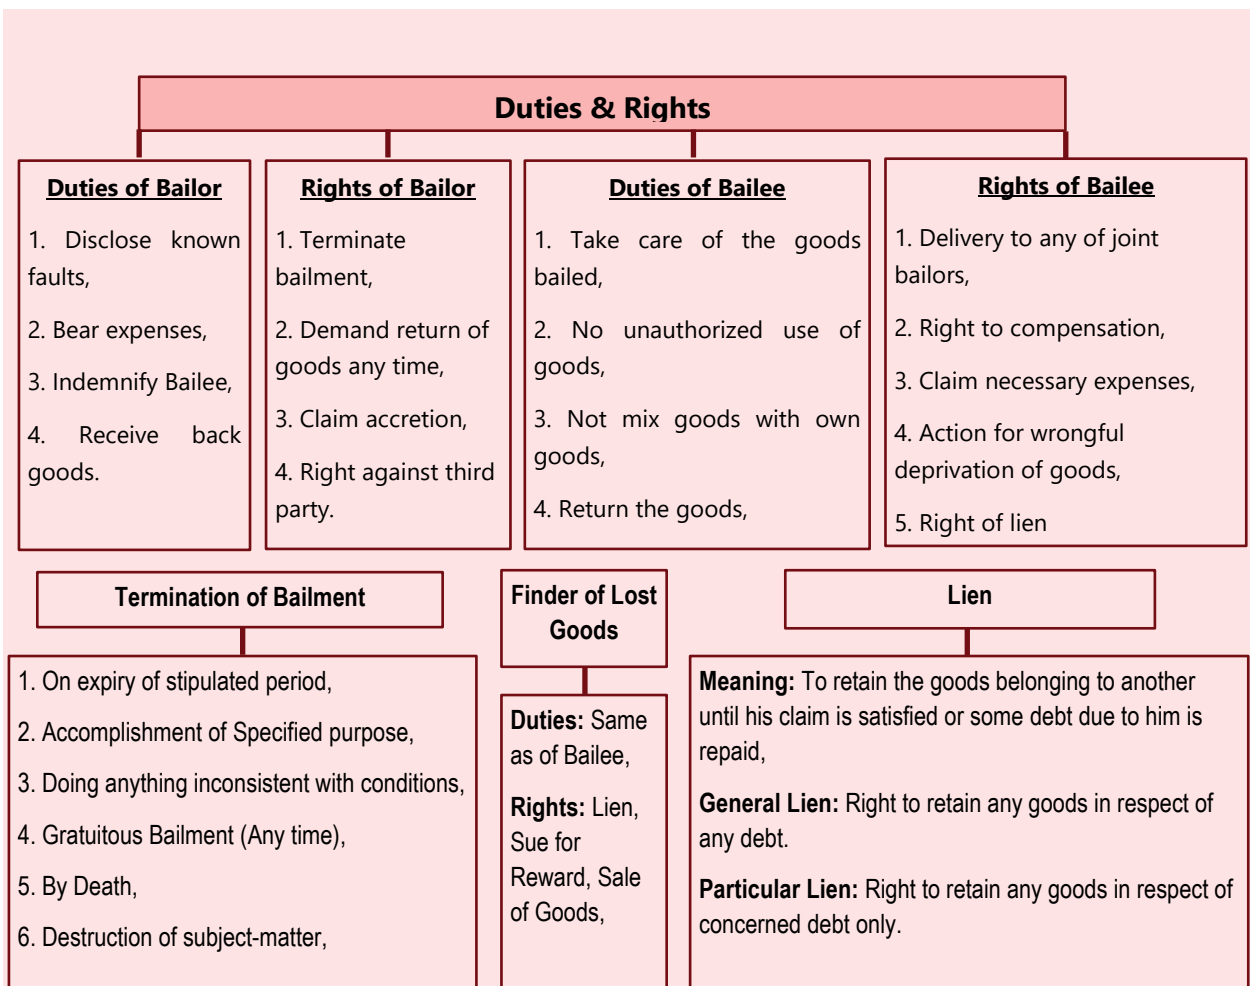 Duties & Rights
Duties of Bailor
1. Disclose known
faults,
2. Bear expenses,
3. Indemnify Bailee,
4. Receive back
goods.
Rights of Bailor
1. Terminate
bailment,
2. Demand return of
goods any time,
3. Claim accretion,
4. Right against third
party.
Duties of Bailee
1. Take care of the goods
bailed,
2. No unauthorized use of
goods,
3. Not mix goods with own
goods,
4. Return the goods,
Rights of Bailee
1. Delivery to any of joint
bailors,
2. Right to compensation,
3. Claim necessary expenses,
4. Action for wrongful
deprivation of goods,
5. Right of lien
Termination of Bailment
1. On expiry of stipulated period,
2. Accomplishment of Specified purpose,
3. Doing anything inconsistent with conditions,
4. Gratuitous Bailment (Any time),
5. By Death,
6. Destruction of subject-matter,
Finder of Lost
Goods
Duties: Same
as of Bailee,
Rights: Lien,
Sue for
Reward, Sale
of Goods,
Lien
Meaning: To retain the goods belonging to another
until his claim is satisfied or some debt due to him is
repaid,
General Lien: Right to retain any goods in respect of
any debt.
Particular Lien: Right to retain any goods in respect of
concerned debt only.